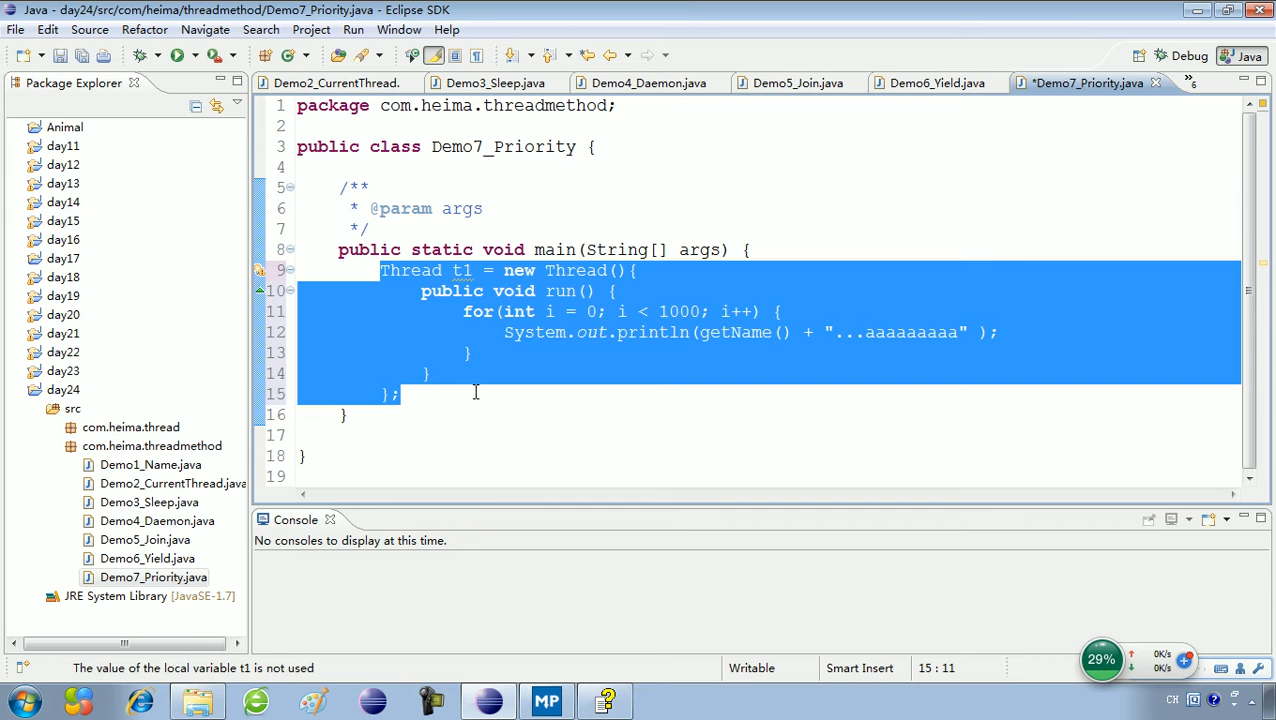 Java - day24/src/com/heima/threadmethod/Demo7_Priority.java - Eclipse SDK
File Edit Source Refactor Navigate Search Project Run Window Help
Debug Java
Package Explorer
Demo2_CurrentThread. Demo3_Sleep.java Demo4_Daemon.java Demo5_Join.java Demo6_Yield.java *Demo7_Priority.java »6
Animal
day11
day12
day13
day14
day15
day16
day17
day18
day19
day20
day21
day22
day23
day24
src
com.heima.thread
com.heima.threadmethod
Demo1_Name.java
Demo2_CurrentThread.java
Demo3_Sleep.java
Demo4_Daemon.java
Demo5_Join.java
Demo6_Yield.java
Demo7_Priority.java
JRE System Library [JavaSE-1.7]
1 package com.heima.threadmethod;
2
3 public class Demo7_Priority {
4
5 /**
6 * @param args
7 */
8 public static void main(String[] args) {
9 Thread t1 = new Thread(){
10 public void run() {
11 for(int i = 0; i < 1000; i++) {
12 System.out.println(getName() + "...aaaaaaaaa" );
13 }
14 }
15 };
16 }
17
18 }
19
Console
No consoles to display at this time.
The value of the local variable t1 is not used Writable Smart Insert 15 : 11
29% 0K/s
0K/s
MP CH